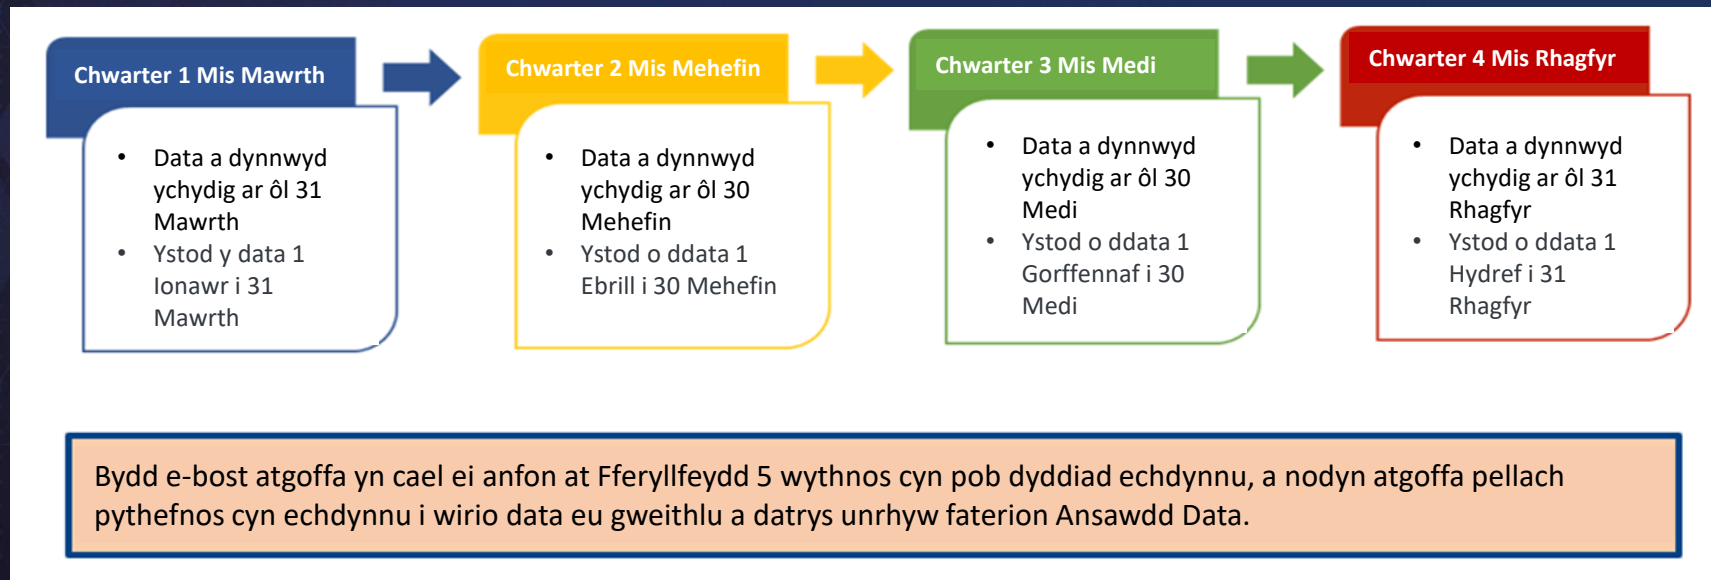 Chwarter 1 Mis Mawrth
• Data a dynnwyd
ychydig ar ôl 31
Mawrth
• Ystod y data 1
Ionawr i 31
Mawrth
Chwarter 2 Mis Mehefin
• Data a dynnwyd
ychydig ar ôl 30
Mehefin
• Ystod o ddata 1
Ebrill i 30 Mehefin
Chwarter 3 Mis Medi
• Data a dynnwyd
ychydig ar ôl 30
Medi
• Ystod o ddata 1
Gorffennaf i 30
Medi
Chwarter 4 Mis Rhagfyr
• Data a dynnwyd
ychydig ar ôl 31
Rhagfyr
• Ystod o ddata 1
Hydref i 31
Rhagfyr
Bydd e-bost atgoffa yn cael ei anfon at Fferyllfeydd 5 wythnos cyn pob dyddiad echdynnu, a nodyn atgoffa pellach
pythefnos cyn echdynnu i wirio data eu gweithlu a datrys unrhyw faterion Ansawdd Data.